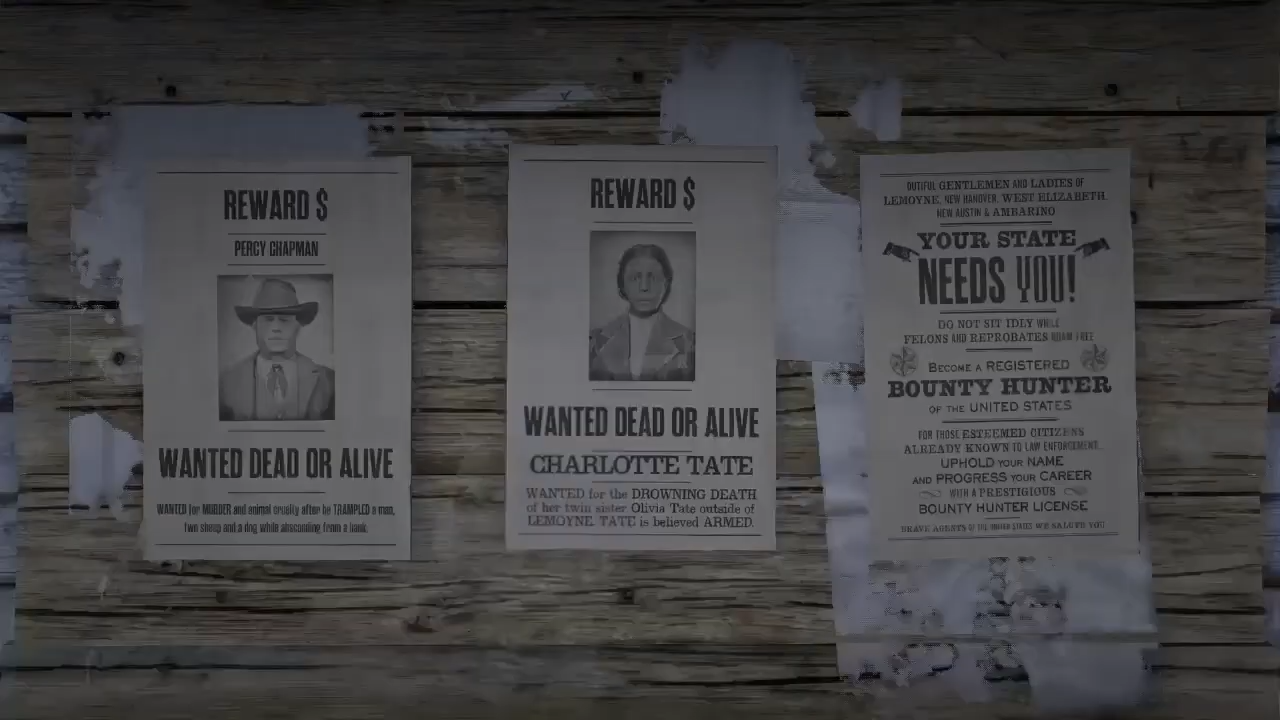 REWARD $
PERCY CHAPMAN
WANTED DEAD OR ALIVE
WANTED for MURDER and animal cruelty after he TRAMPLED a man,
two sheep and a dog while absconding from a bank.
REWARD $
WANTED DEAD OR ALIVE
CHARLOTTE TATE
WANTED for the DROWNING DEATH
of her twin sister Olivia Tate outside of
LEMOYNE. TATE is believed ARMED.
DUTIFUL GENTLEMEN AND LADIES OF
LEMOYNE, NEW HANOVER, WEST ELIZABETH,
NEW AUSTIN & AMBARINO
YOUR STATE
NEEDS YOU!
DO NOT SIT IDLY WHILE
FELONS AND REPROBATES ROAM FREE
BECOME A REGISTERED
BOUNTY HUNTER
OF THE UNITED STATES
FOR THOSE ESTEEMED CITIZENS
ALREADY KNOWN TO LAW ENFORCEMENT
UPHOLD YOUR NAME
AND PROGRESS YOUR CAREER
WITH A PRESTIGIOUS
BOUNTY HUNTER LICENSE
BRAVE AGENTS OF THE UNITED STATES WE SALUTE YOU